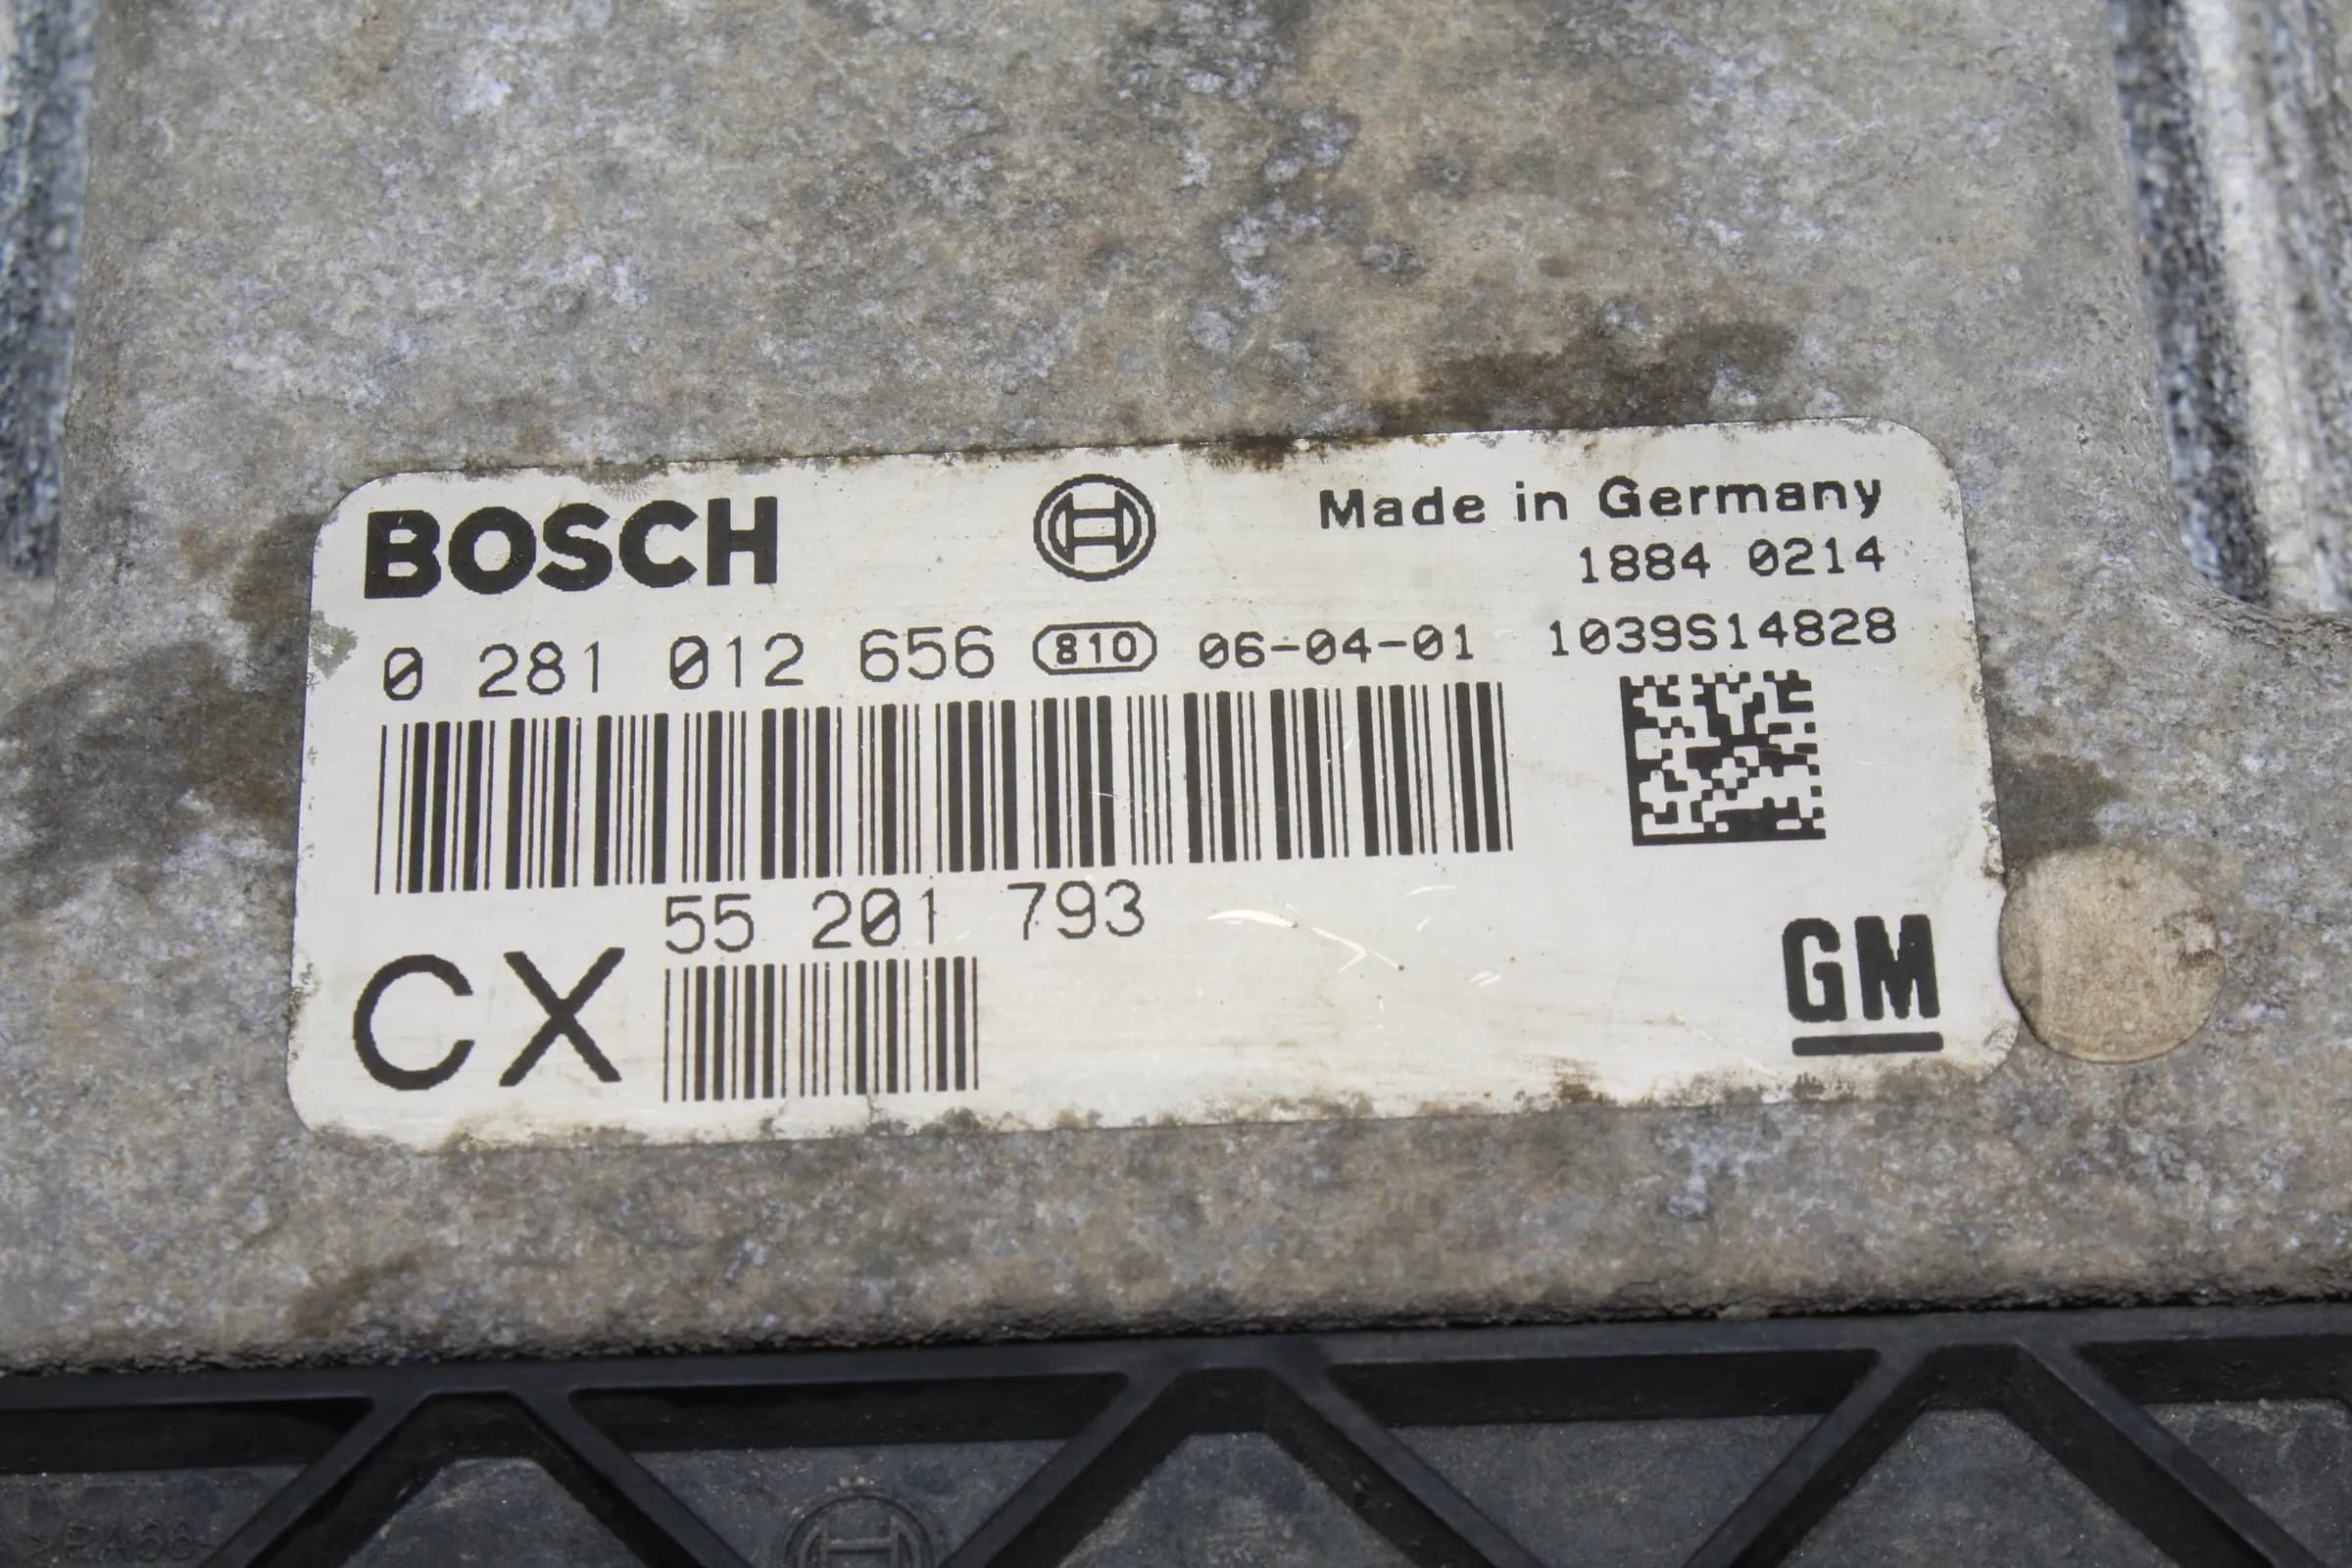 BOSCH
Made in Germany
1884 0214
0 281 012 656 810 06-04-01 1039S14828
55 201 793
CX
GM
>PA66-